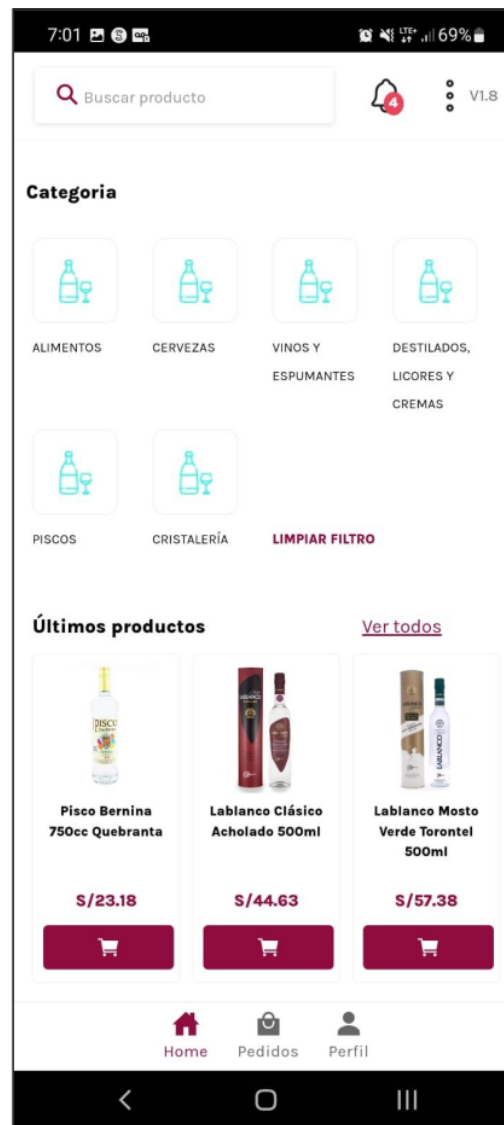 7:01 69%
Buscar producto 4 V1.8
Categoria
ALIMENTOS CERVEZAS VINOS Y DESTILADOS,
ESPUMANTES LICORES Y
CREMAS
PISCOS CRISTALERÍA LIMPIAR FILTRO
Últimos productos Ver todos
Pisco Bernina Lablanco Clásico Lablanco Mosto
750cc Quebranta Acholado 500ml Verde Torontel
500ml
S/23.18 S/44.63 S/57.38
Home Pedidos Perfil